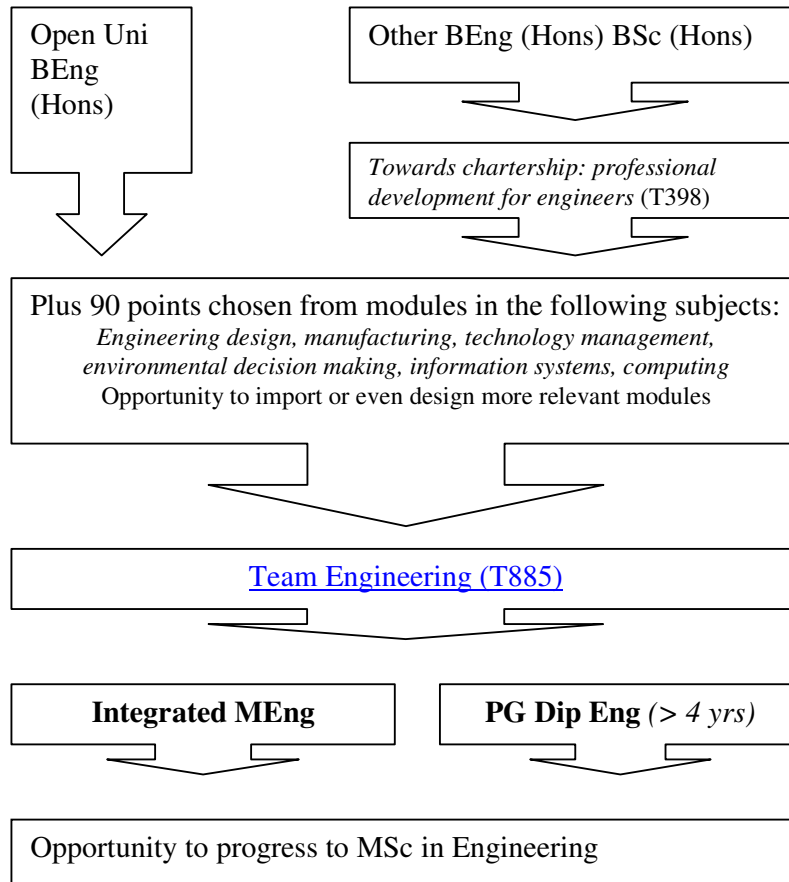 Open Uni
BEng
(Hons)
Other BEng (Hons) BSc (Hons)
Towards chartership: professional
development for engineers (T398)
Plus 90 points chosen from modules in the following subjects:
Engineering design, manufacturing, technology management,
environmental decision making, information systems, computing
Opportunity to import or even design more relevant modules
Team Engineering (T885)
Integrated MEng
PG Dip Eng (> 4 yrs)
Opportunity to progress to MSc in Engineering